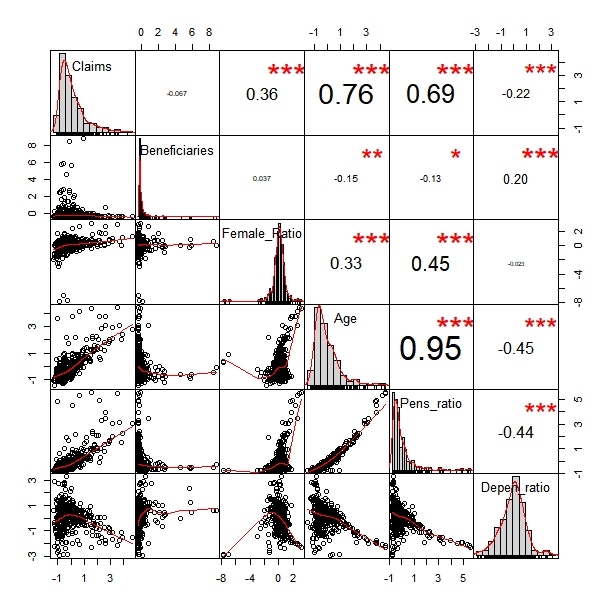 0 2 4 6 8 -1 1 3 -3 -1 1 3
Claims -0.067 *** 0.36 *** 0.76 *** 0.69 *** -0.22 -1 1 3
0 2 4 6 8 Beneficiaries 0.037 ** -0.15 * -0.13 *** 0.20
Female_Ratio *** 0.33 *** 0.45 -0.023 -8 -4 0 2
-1 1 3 Age *** 0.95 *** -0.45
Pens_ratio *** -0.44 -1 1 3 5
-3 -1 1 3 Depen_ratio
-1 1 3 -8 -4 0 2 -1 1 3 5